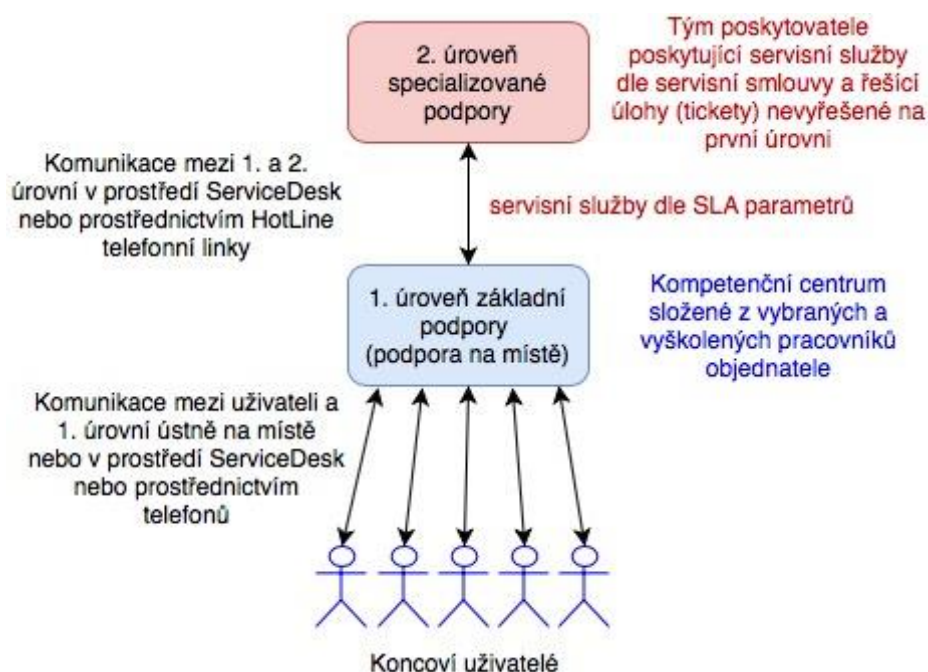 2. úroveň
specializované
podpory
Tým poskytovatele
poskytující servisní služby
dle servisní smlouvy a řešící
úlohy (tickety) nevyřešené na
první úrovni
Komunikace mezi 1. a 2.
úrovní v prostředí ServiceDesk
nebo prostřednictvím HotLine
telefonní linky
servisní služby dle SLA parametrů
1. úroveň základní
podpory
(podpora na místě)
Kompetenční centrum
složené z vybraných a
vyškolených pracovníků
objednatele
Komunikace mezi uživateli a
1. úrovní ústně na místě
nebo v prostředí ServiceDesk
nebo prostřednictvím
telefonů
Koncoví uživatelé